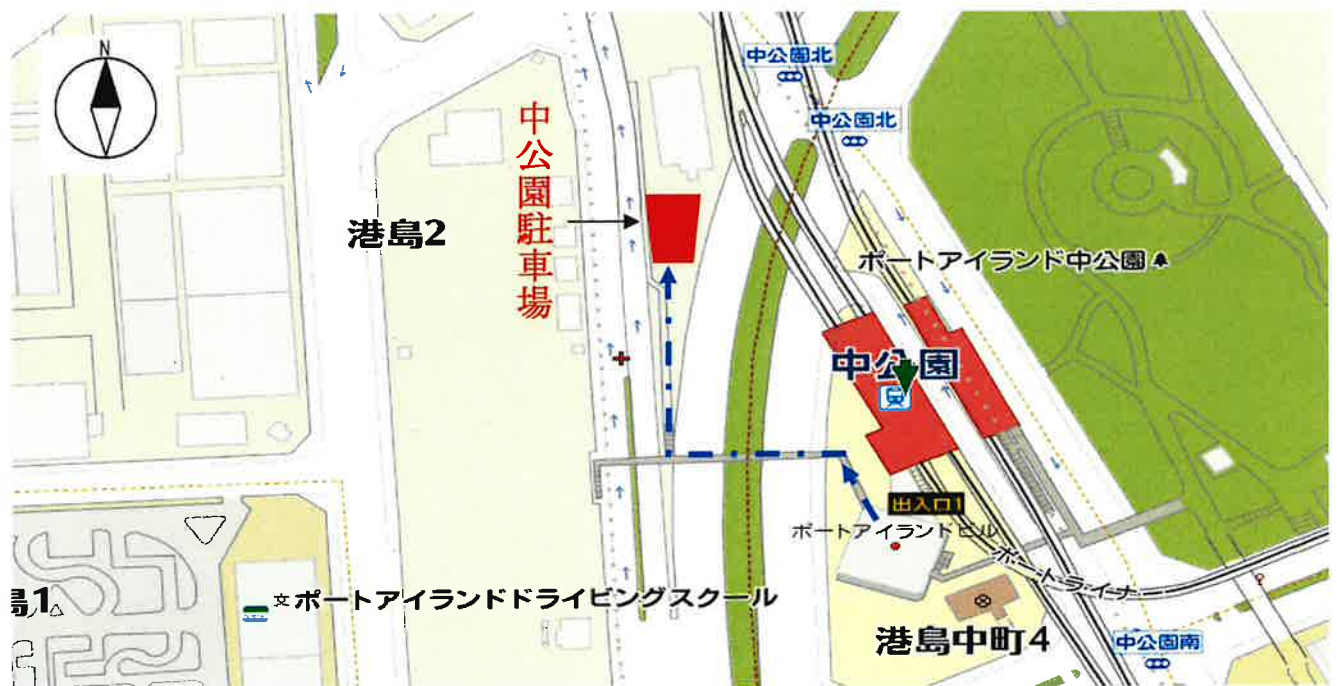 N
中公園北
中公園北
中公園駐車場
港島2
ポートアイランド中公園
中公園
出入口1
ポートアイランドビル
ポートライナー
島1
文ポートアイランドドライビングスクール
港島中町4
中公園南